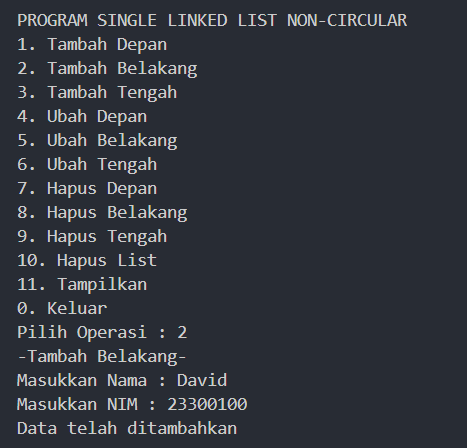 PROGRAM SINGLE LINKED LIST NON-CIRCULAR
1. Tambah Depan
2. Tambah Belakang
3. Tambah Tengah
4. Ubah Depan
5. Ubah Belakang
6. Ubah Tengah
7. Hapus Depan
8. Hapus Belakang
9. Hapus Tengah
10. Hapus List
11. Tampilkan
0. Keluar
Pilih Operasi : 2
-Tambah Belakang-
Masukkan Nama : David
Masukkan NIM : 23300100
Data telah ditambahkan